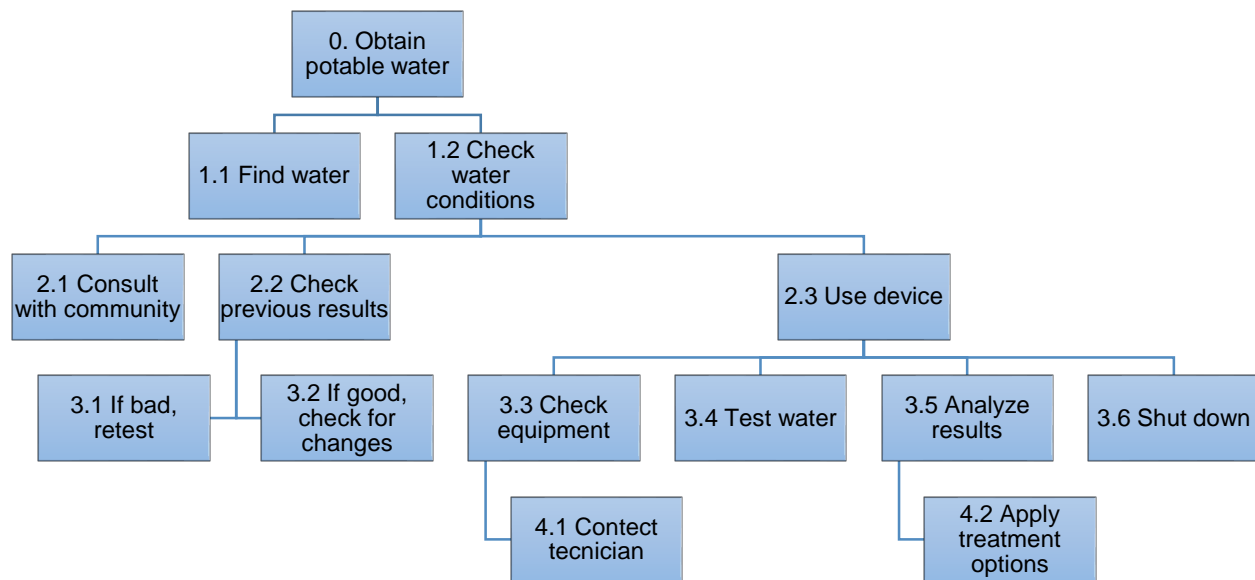 0. Obtain
potable water
1.1 Find water
1.2 Check
water
conditions
2.1 Consult
with community
2.2 Check
previous results
2.3 Use device
3.1 If bad,
retest
3.2 If good,
check for
changes
3.3 Check
equipment
3.4 Test water
3.5 Analyze
results
3.6 Shut down
4.1 Contect
tecnician
4.2 Apply
treatment
options